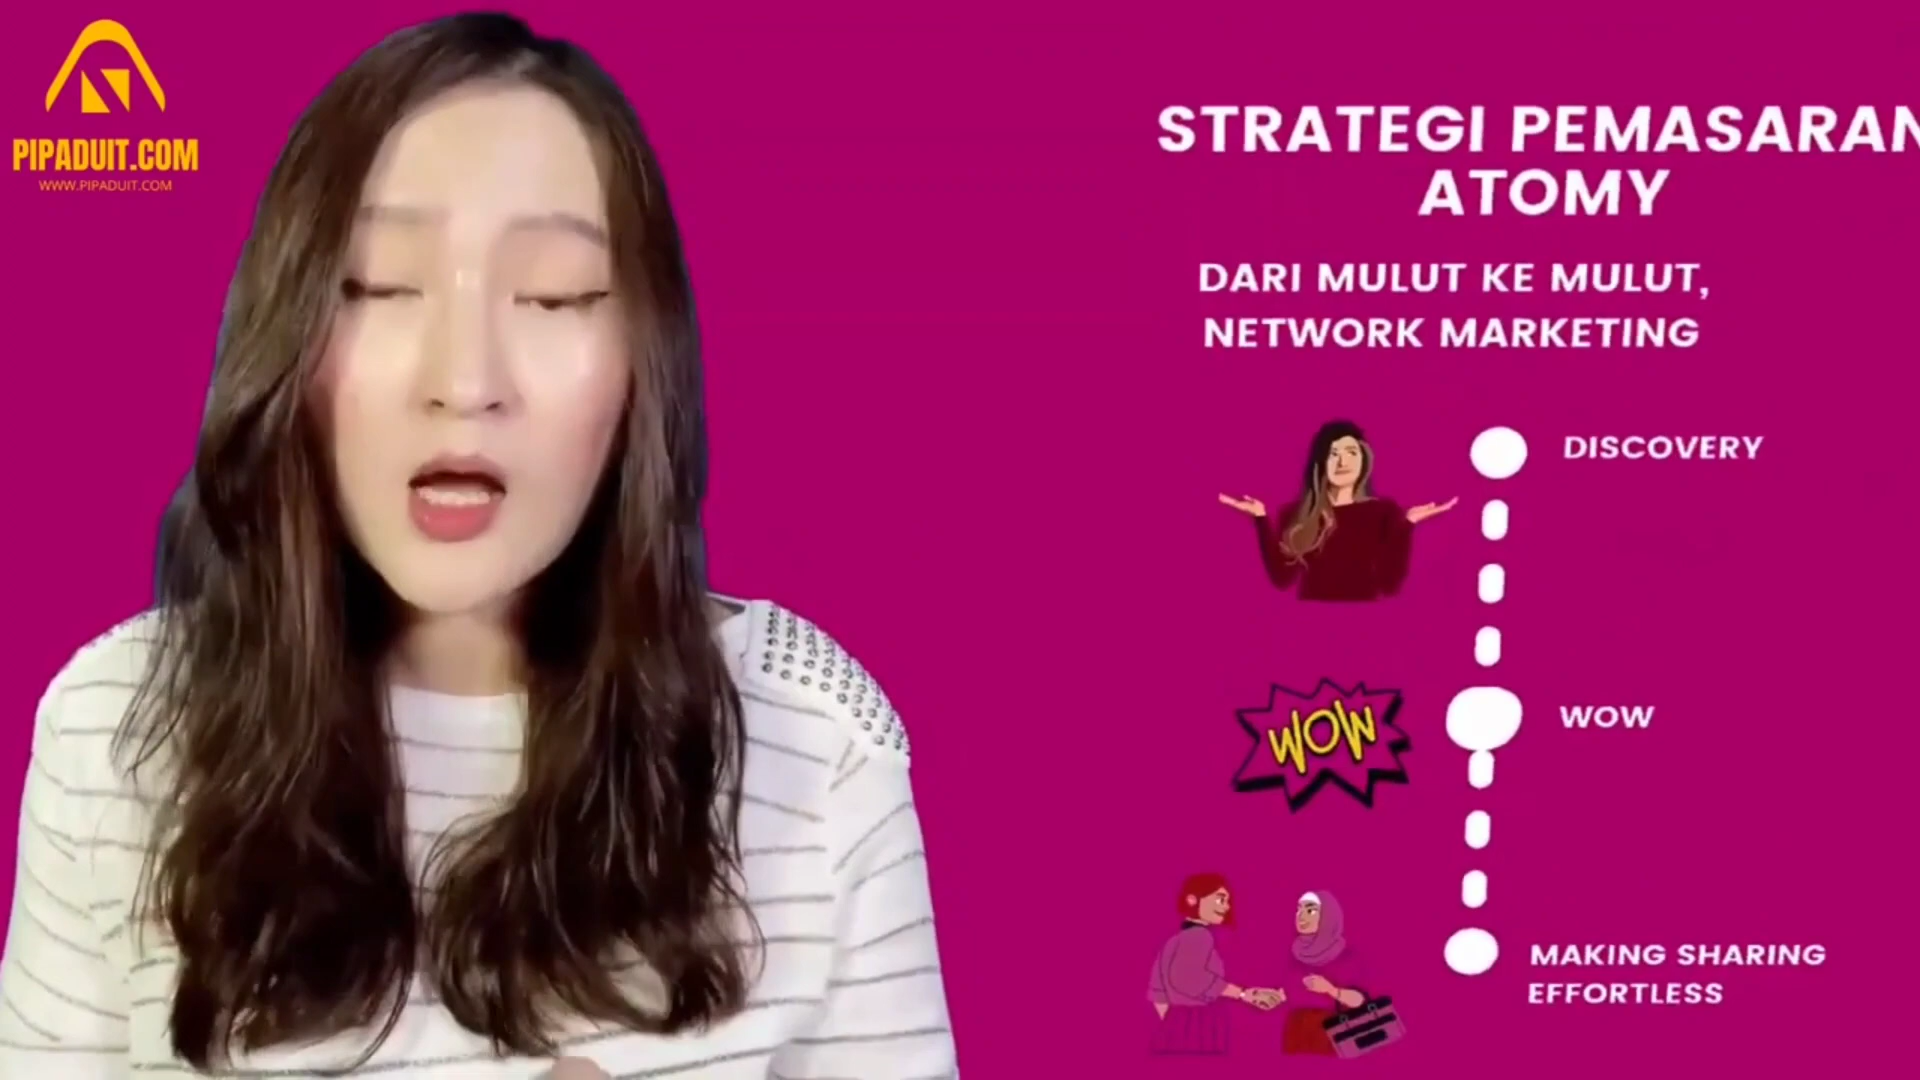 PIPADUIT.COM
WWW.PIPADUIT.COM
STRATEGI PEMASARAN
ATOMY
DARI MULUT KE MULUT,
NETWORK MARKETING
DISCOVERY
WOW
WOW
MAKING SHARING
EFFORTLESS